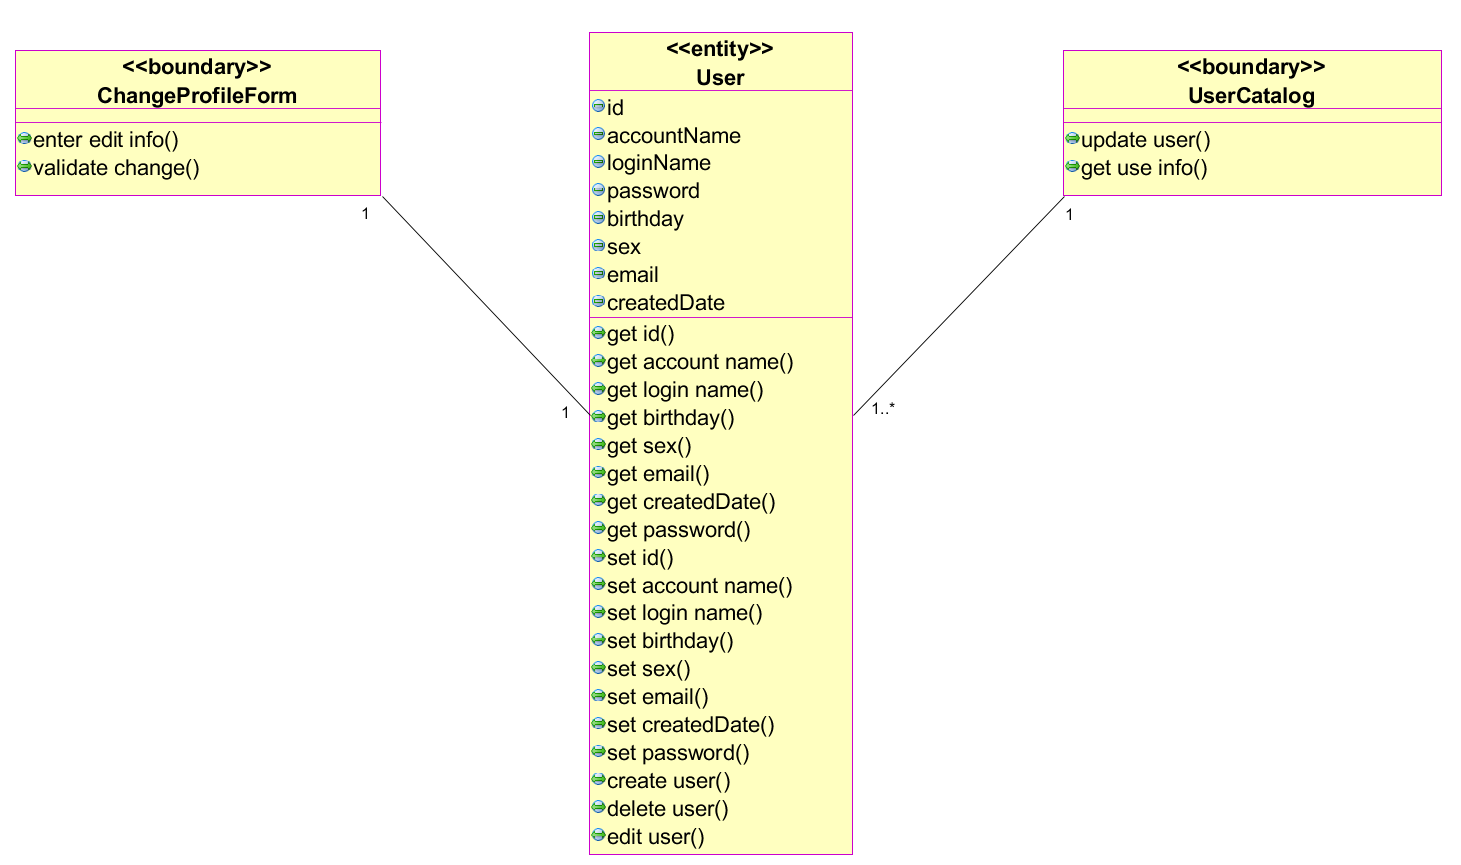 <<boundary>>
ChangeProfileForm
enter edit info()
validate change()
1
<<entity>>
User
id
accountName
loginName
password
birthday
sex
email
createdDate
get id()
get account name()
get login name()
get birthday()
get sex()
get email()
get createdDate()
get password()
set id()
set account name()
set login name()
set birthday()
set sex()
set email()
set createdDate()
set password()
create user()
delete user()
edit user()
1
1..*
<<boundary>>
UserCatalog
update user()
get use info()
1